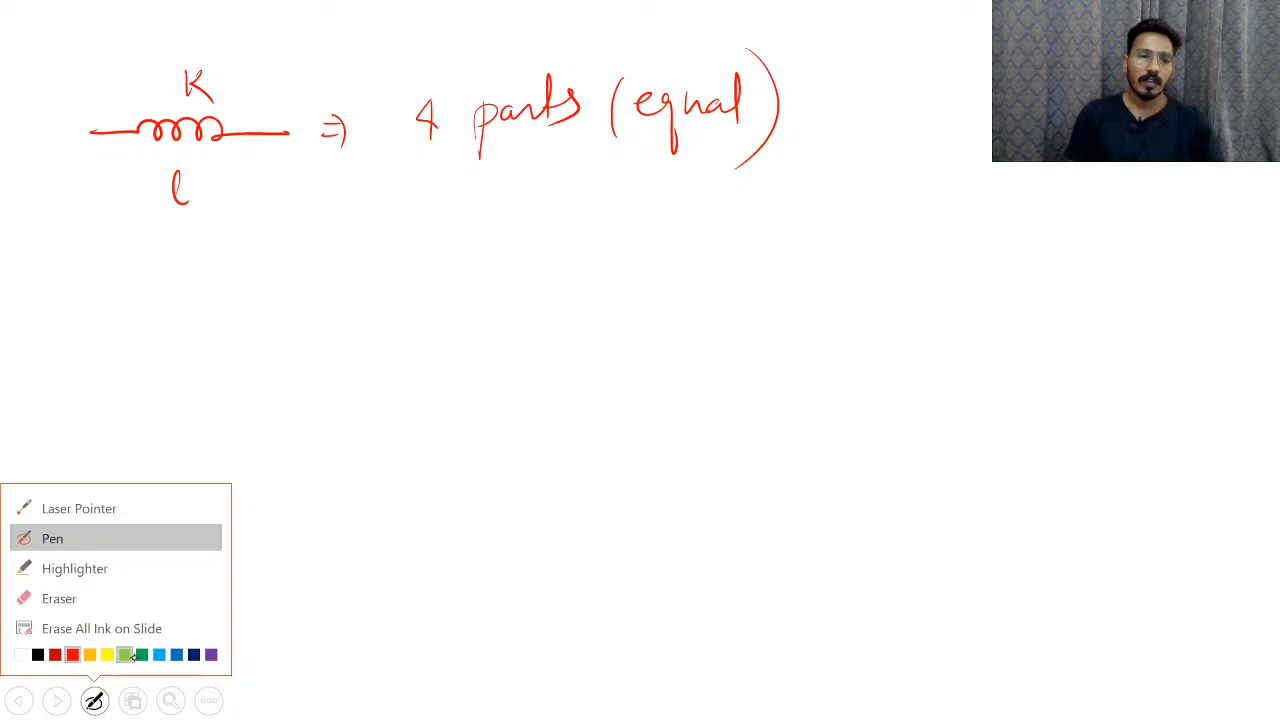 K
l
⇒ 4 parts (equal)
Laser Pointer
Pen
Highlighter
Eraser
Erase All Ink on Slide